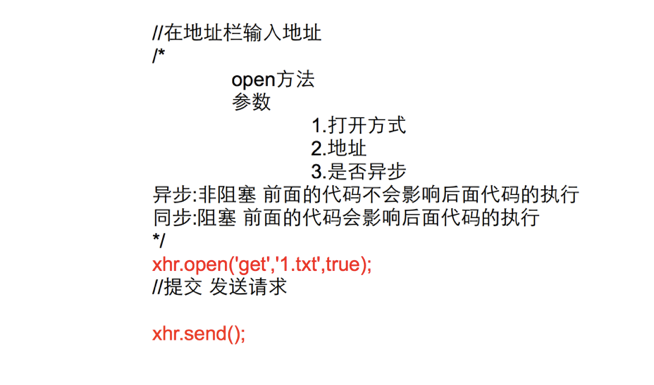 //在地址栏输入地址
/*
open方法
参数
1.打开方式
2.地址
3.是否异步
异步:非阻塞 前面的代码不会影响后面代码的执行
同步:阻塞 前面的代码会影响后面代码的执行
*/
xhr.open('get','1.txt',true);
//提交 发送请求
xhr.send();